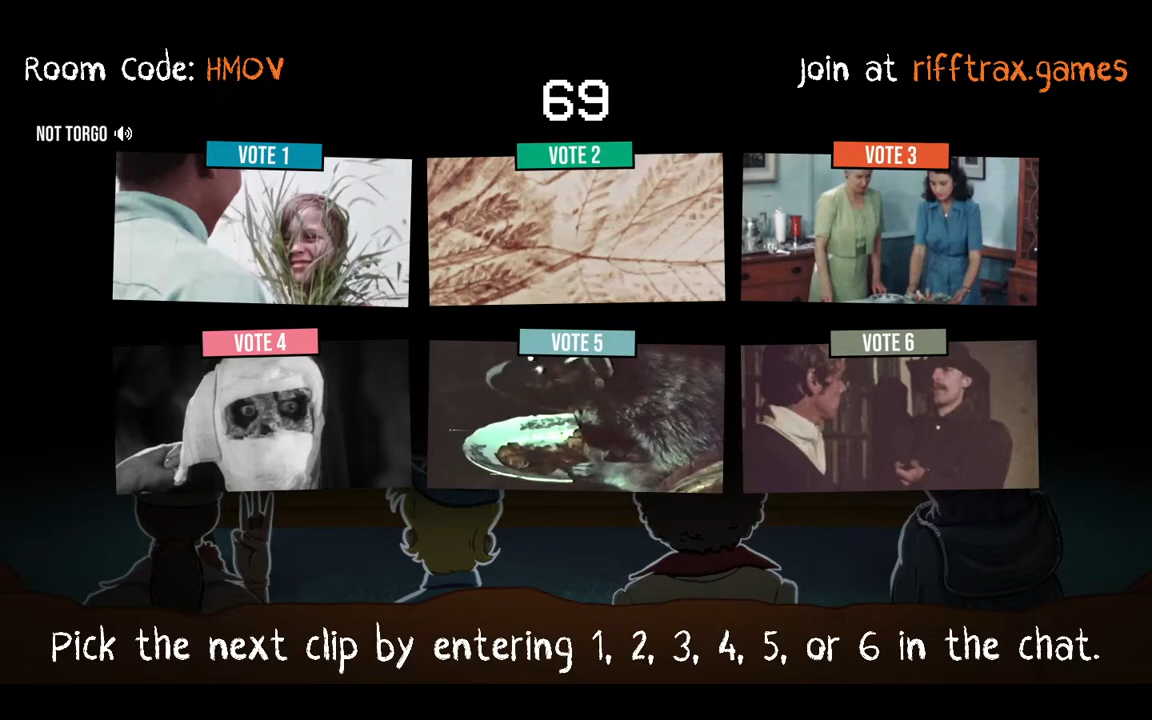 Room Code: HMOV
69
Join at rifftrax.games
NOT TORGO
VOTE 1
VOTE 2
VOTE 3
VOTE 4
VOTE 5
VOTE 6
Pick the next clip by entering 1, 2, 3, 4, 5, or 6 in the chat.